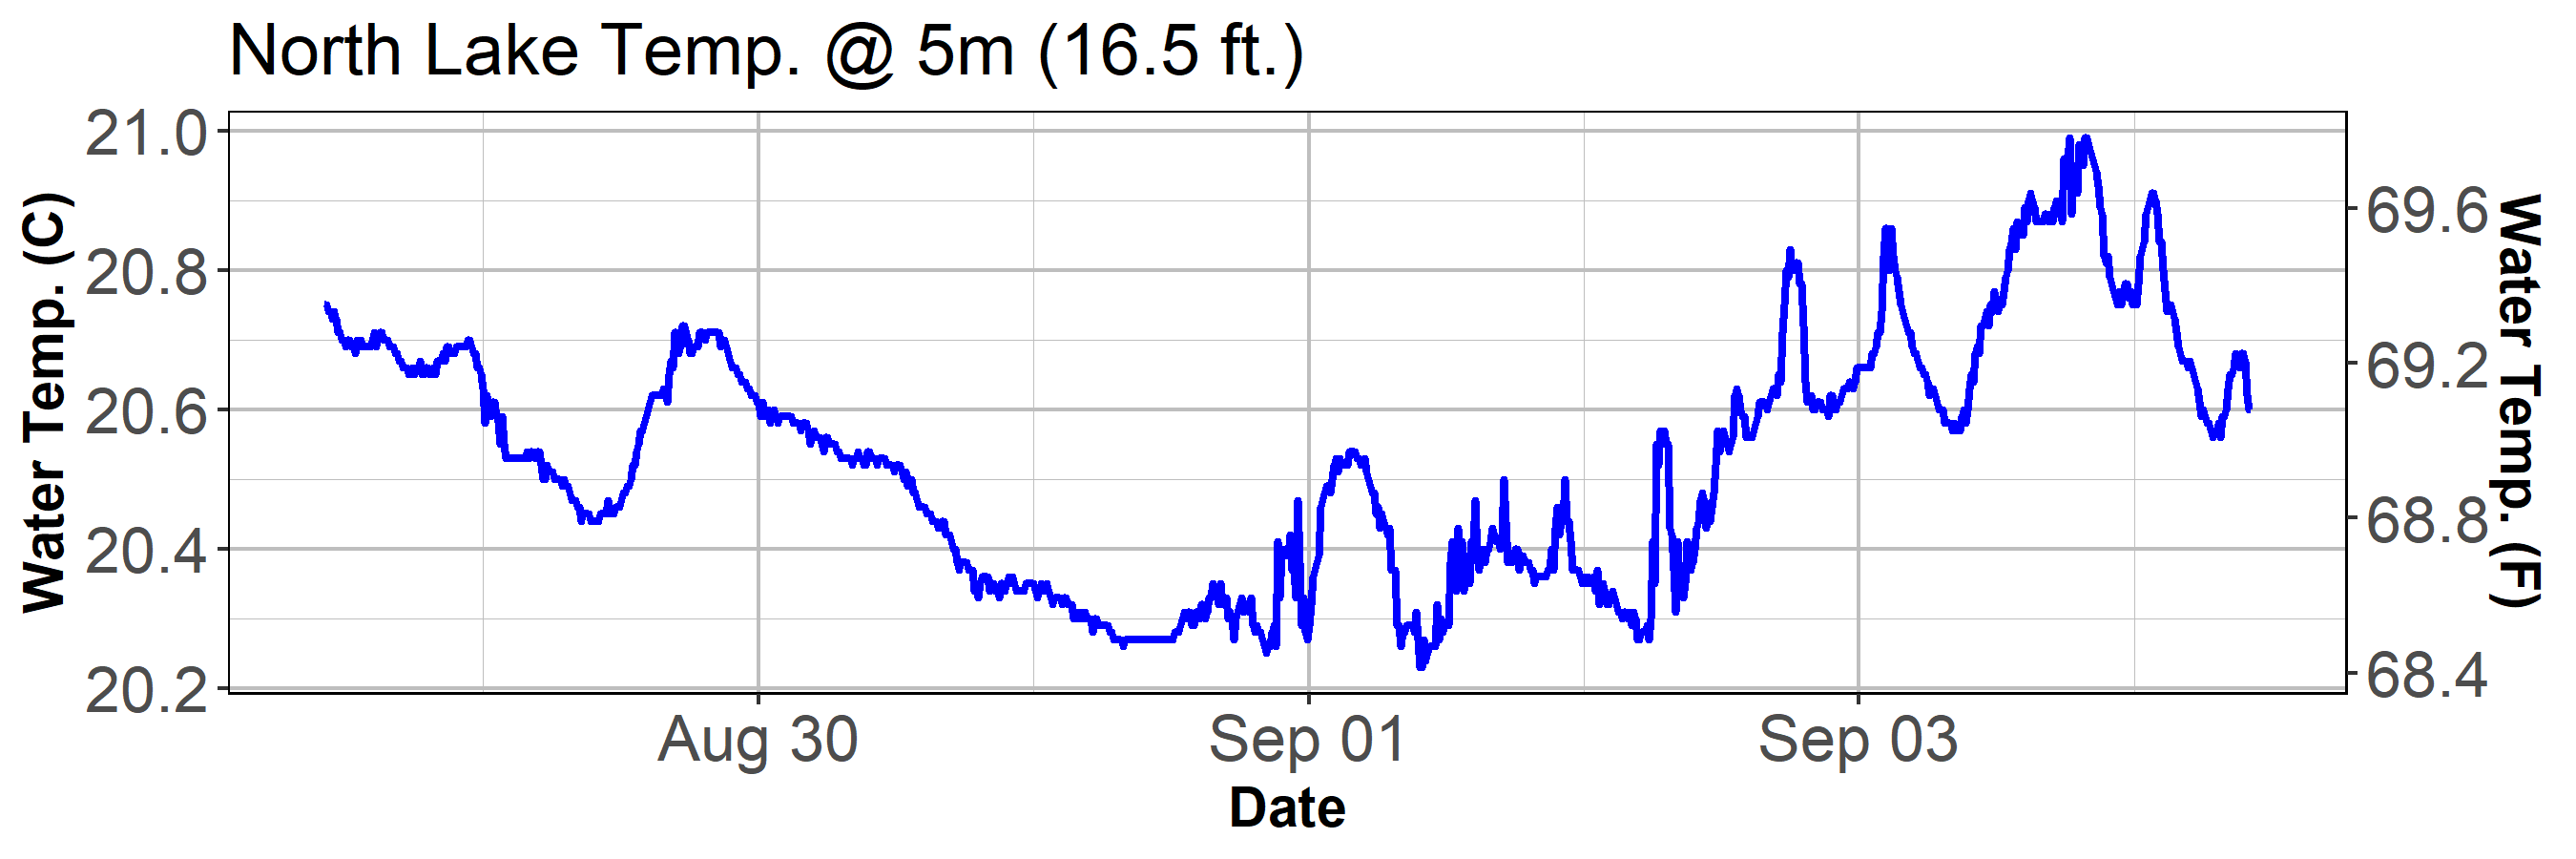 North Lake Temp. @ 5m (16.5 ft.)
Water Temp. (C)
21.0
20.8
20.6
20.4
20.2
69.6
69.2
68.8
68.4
Water Temp. (F)
Aug 30
Sep 01
Sep 03
Date